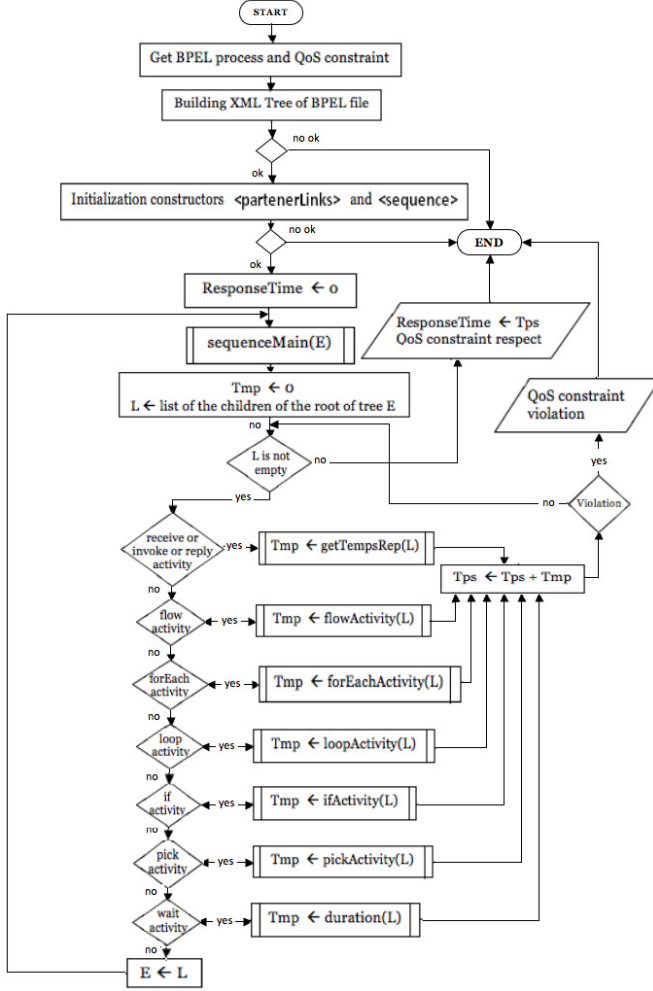 START
Get BPEL process and QoS constraint
Building XML Tree of BPEL file
no ok
ok
Initialization constructors <partenerLinks> and <sequence>
no ok
END
ok
ResponseTime ← 0
ResponseTime ← Tps
QoS constraint respect
sequenceMain(E)
Tmp ← 0
L ← list of the children of the root of tree E
QoS constraint
violation
no
L is not
empty
no
yes
yes
no
Violation
receive or
invoke or reply
activity
yes
Tmp ← getTempsRep(L)
Tps ← Tps + Tmp
no
flow
activity
yes
Tmp ← flowActivity(L)
no
forEach
activity
yes
Tmp ← forEachActivity(L)
no
loop
activity
yes
Tmp ← loopActivity(L)
no
if
activity
yes
Tmp ← ifActivity(L)
no
pick
activity
yes
Tmp ← pickActivity(L)
no
wait
activity
yes
Tmp ← duration(L)
no
E ← L